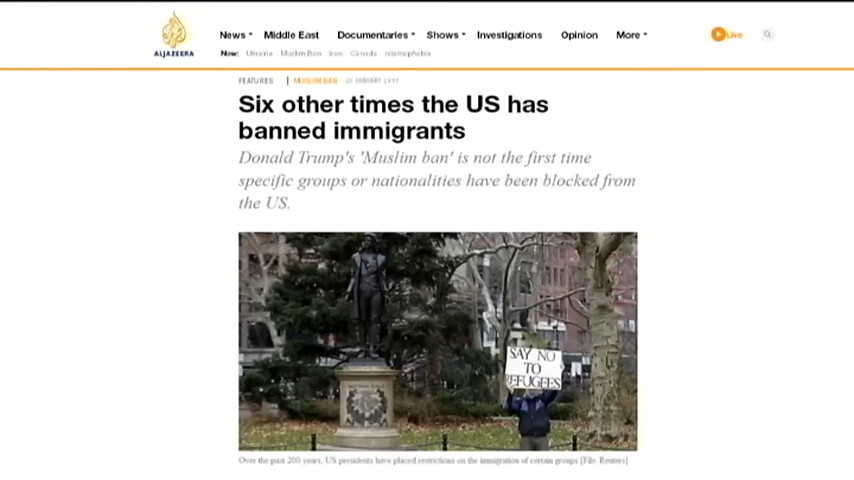 ALJAZEERA
News Middle East Documentaries Shows Investigations Opinion More Live
Now: Ukraine Muslim Ban Iran Canada Islamophobia
FEATURES | MUSLIM BAN
Six other times the US has
banned immigrants
Donald Trump's 'Muslim ban' is not the first time
specific groups or nationalities have been blocked from
the US.
SAY NO
TO
REFUGEES
Over the past 200 years, US presidents have placed restrictions on the immigration of certain groups [File: Reuters]